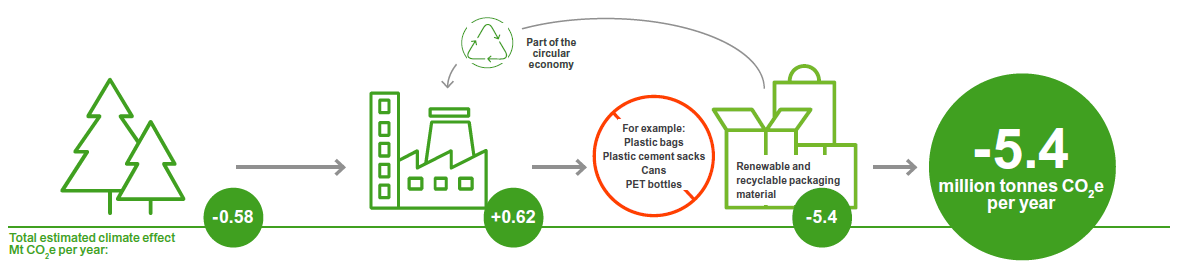 Part of the
circular
economy
For example:
Plastic bags
Plastic cement sacks
Cans
PET bottles
Renewable and
recyclable packaging
material
-5.4
million tonnes CO₂e
per year
-0.58
+0.62
-5.4
Total estimated climate effect
Mt CO₂e per year: